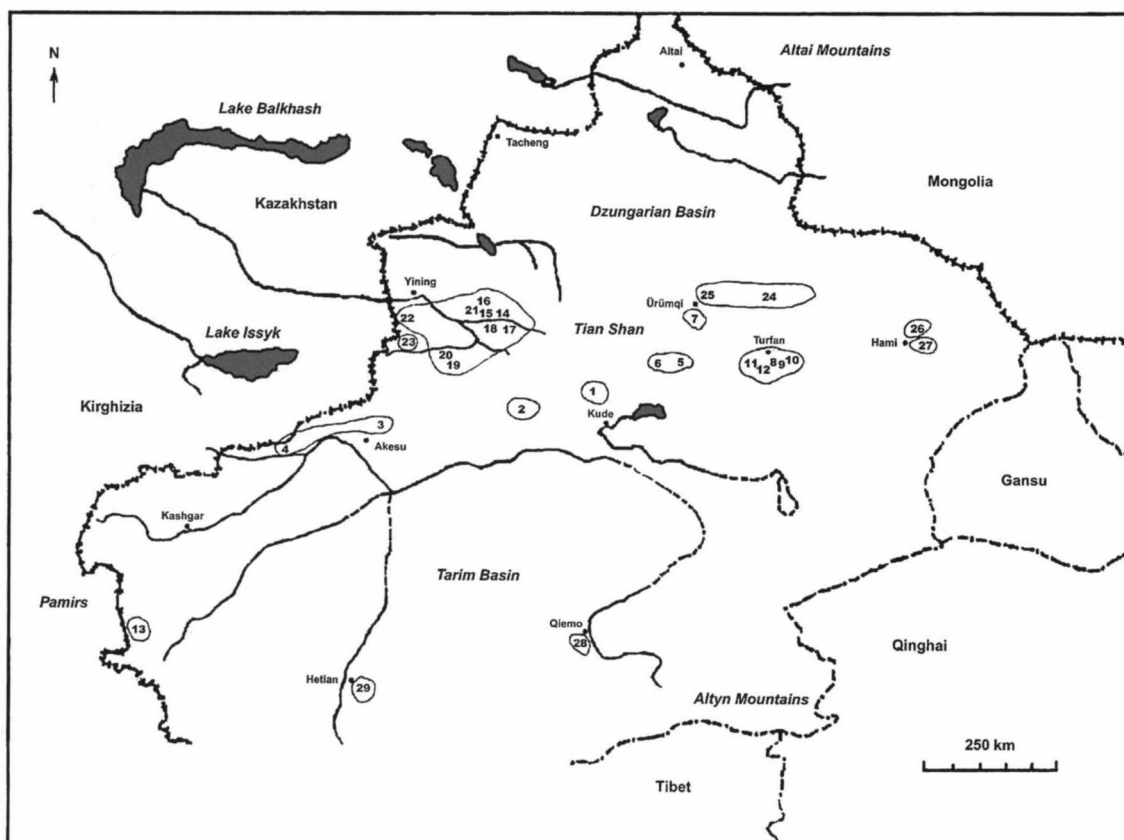 Altai
Altai Mountains
N
Lake Balkhash
Tacheng
Kazakhstan
Mongolia
Dzungarian Basin
Yining
16
21 15 14
22
18 17
23
20
19
25
24
Ürümqi
7
Lake Issyk
Tian Shan
26
Hami
27
Turfan
6 5
11 8 9 10
12
Kirghizia
1
2
Kude
3
4
Akesu
Gansu
Kashgar
Tarim Basin
Pamirs
13
Qiemo
28
Qinghai
Hetian
29
Altyn Mountains
250 km
Tibet